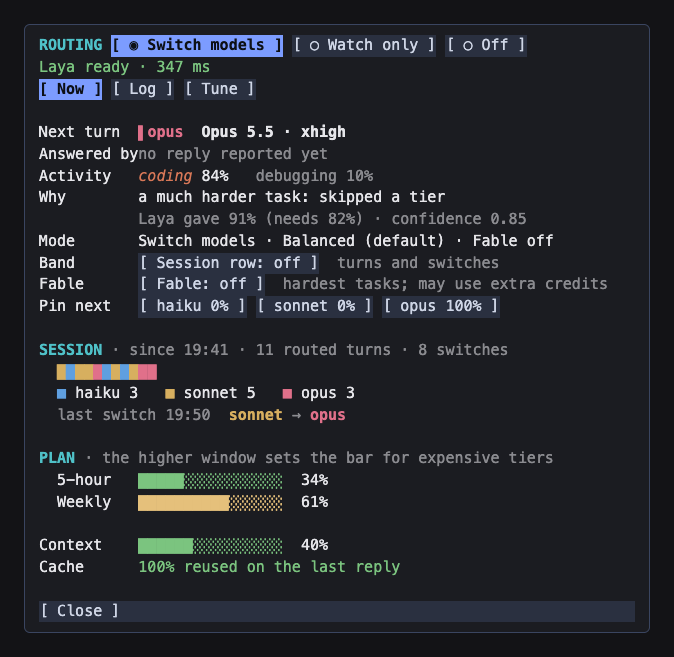 ROUTING [ ◉ Switch models ] [ ○ Watch only ] [ ○ Off ]
Laya ready · 347 ms
[ Now ] [ Log ] [ Tune ]
Next turn opus Opus 5.5 · xhigh
Answered by no reply reported yet
Activity coding 84% debugging 10%
Why a much harder task: skipped a tier
Laya gave 91% (needs 82%) · confidence 0.85
Mode Switch models · Balanced (default) · Fable off
Band [ Session row: off ] turns and switches
Fable [ Fable: off ] hardest tasks; may use extra credits
Pin next [ haiku 0% ] [ sonnet 0% ] [ opus 100% ]
SESSION · since 19:41 · 11 routed turns · 8 switches
■ haiku 3 ■ sonnet 5 ■ opus 3
last switch 19:50 sonnet → opus
PLAN · the higher window sets the bar for expensive tiers
5-hour 34%
Weekly 61%
Context 40%
Cache 100% reused on the last reply
[ Close ]